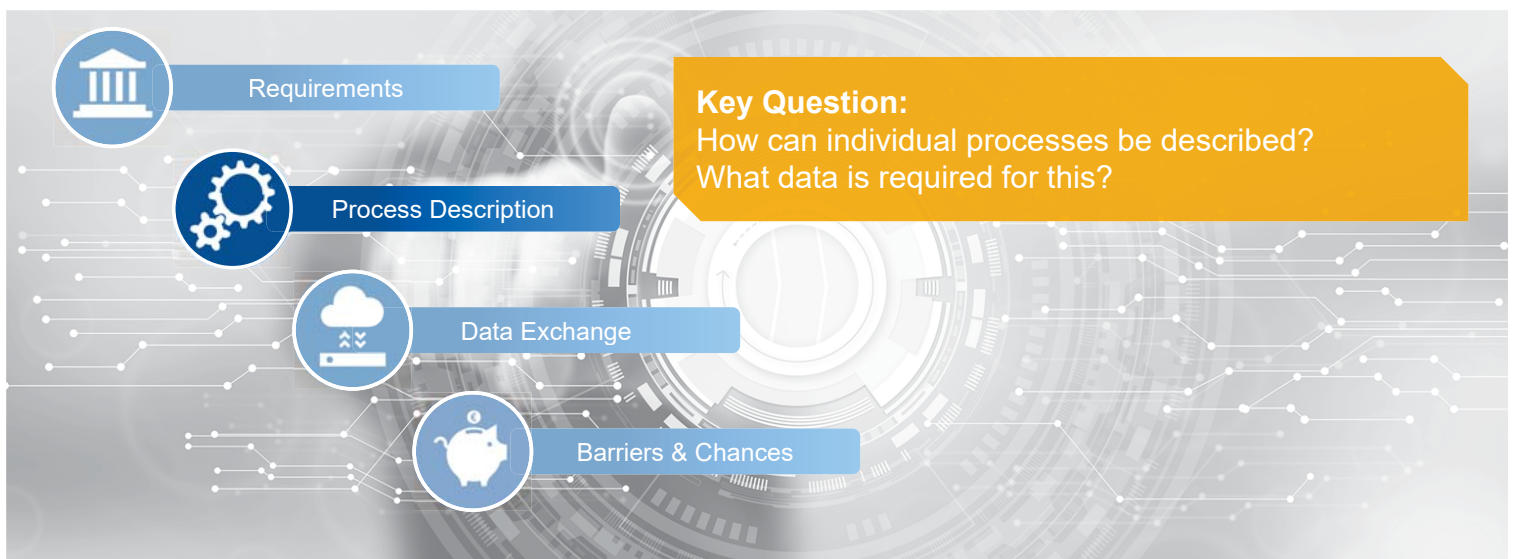 Requirements
Key Question:
How can individual processes be described?
What data is required for this?
Process Description
Data Exchange
Barriers & Chances